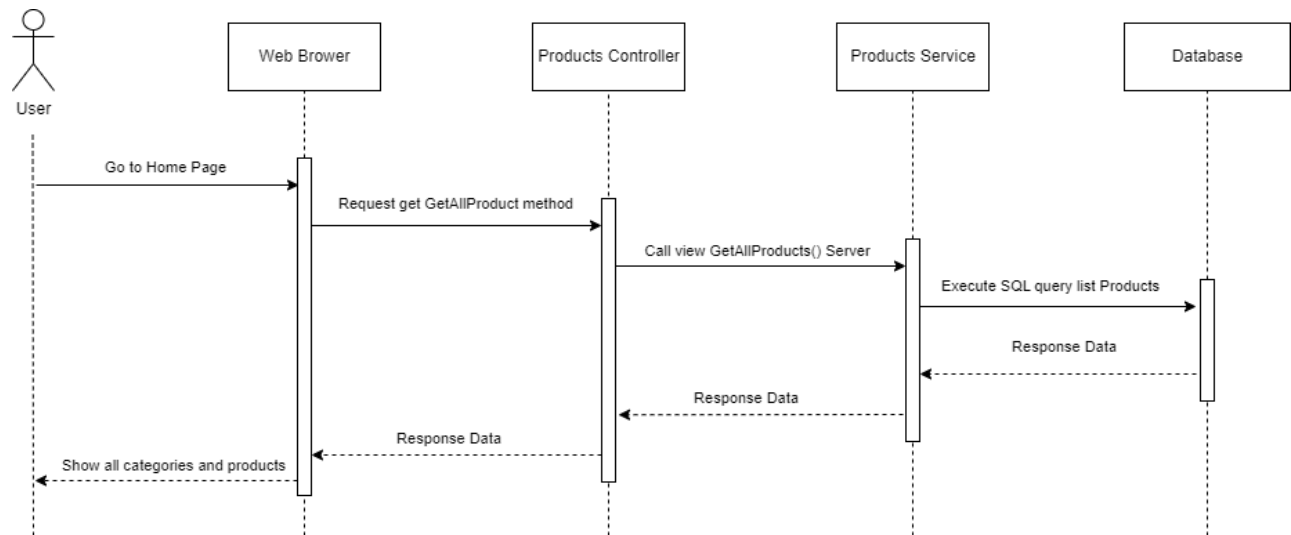 Web Brower
Products Controller
Products Service
Database
User
Go to Home Page
Request get GetAllProduct method
Call view GetAllProducts() Server
Execute SQL query list Products
Response Data
Response Data
Response Data
Show all categories and products